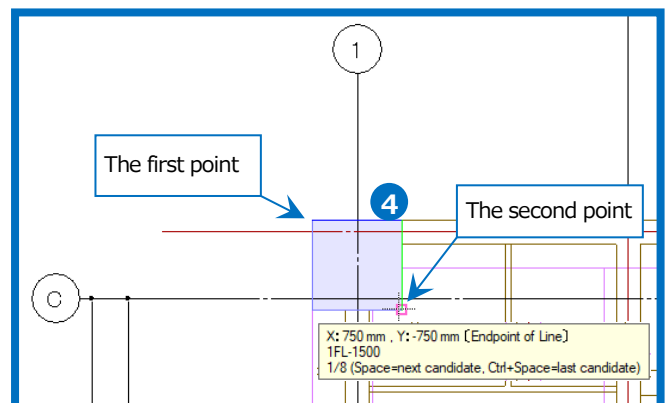 1
The first point
4
The second point
C
X: 750 mm , Y: -750 mm [Endpoint of Line]
1FL-1500
1/8 (Space=next candidate, Ctrl+Space=last candidate)